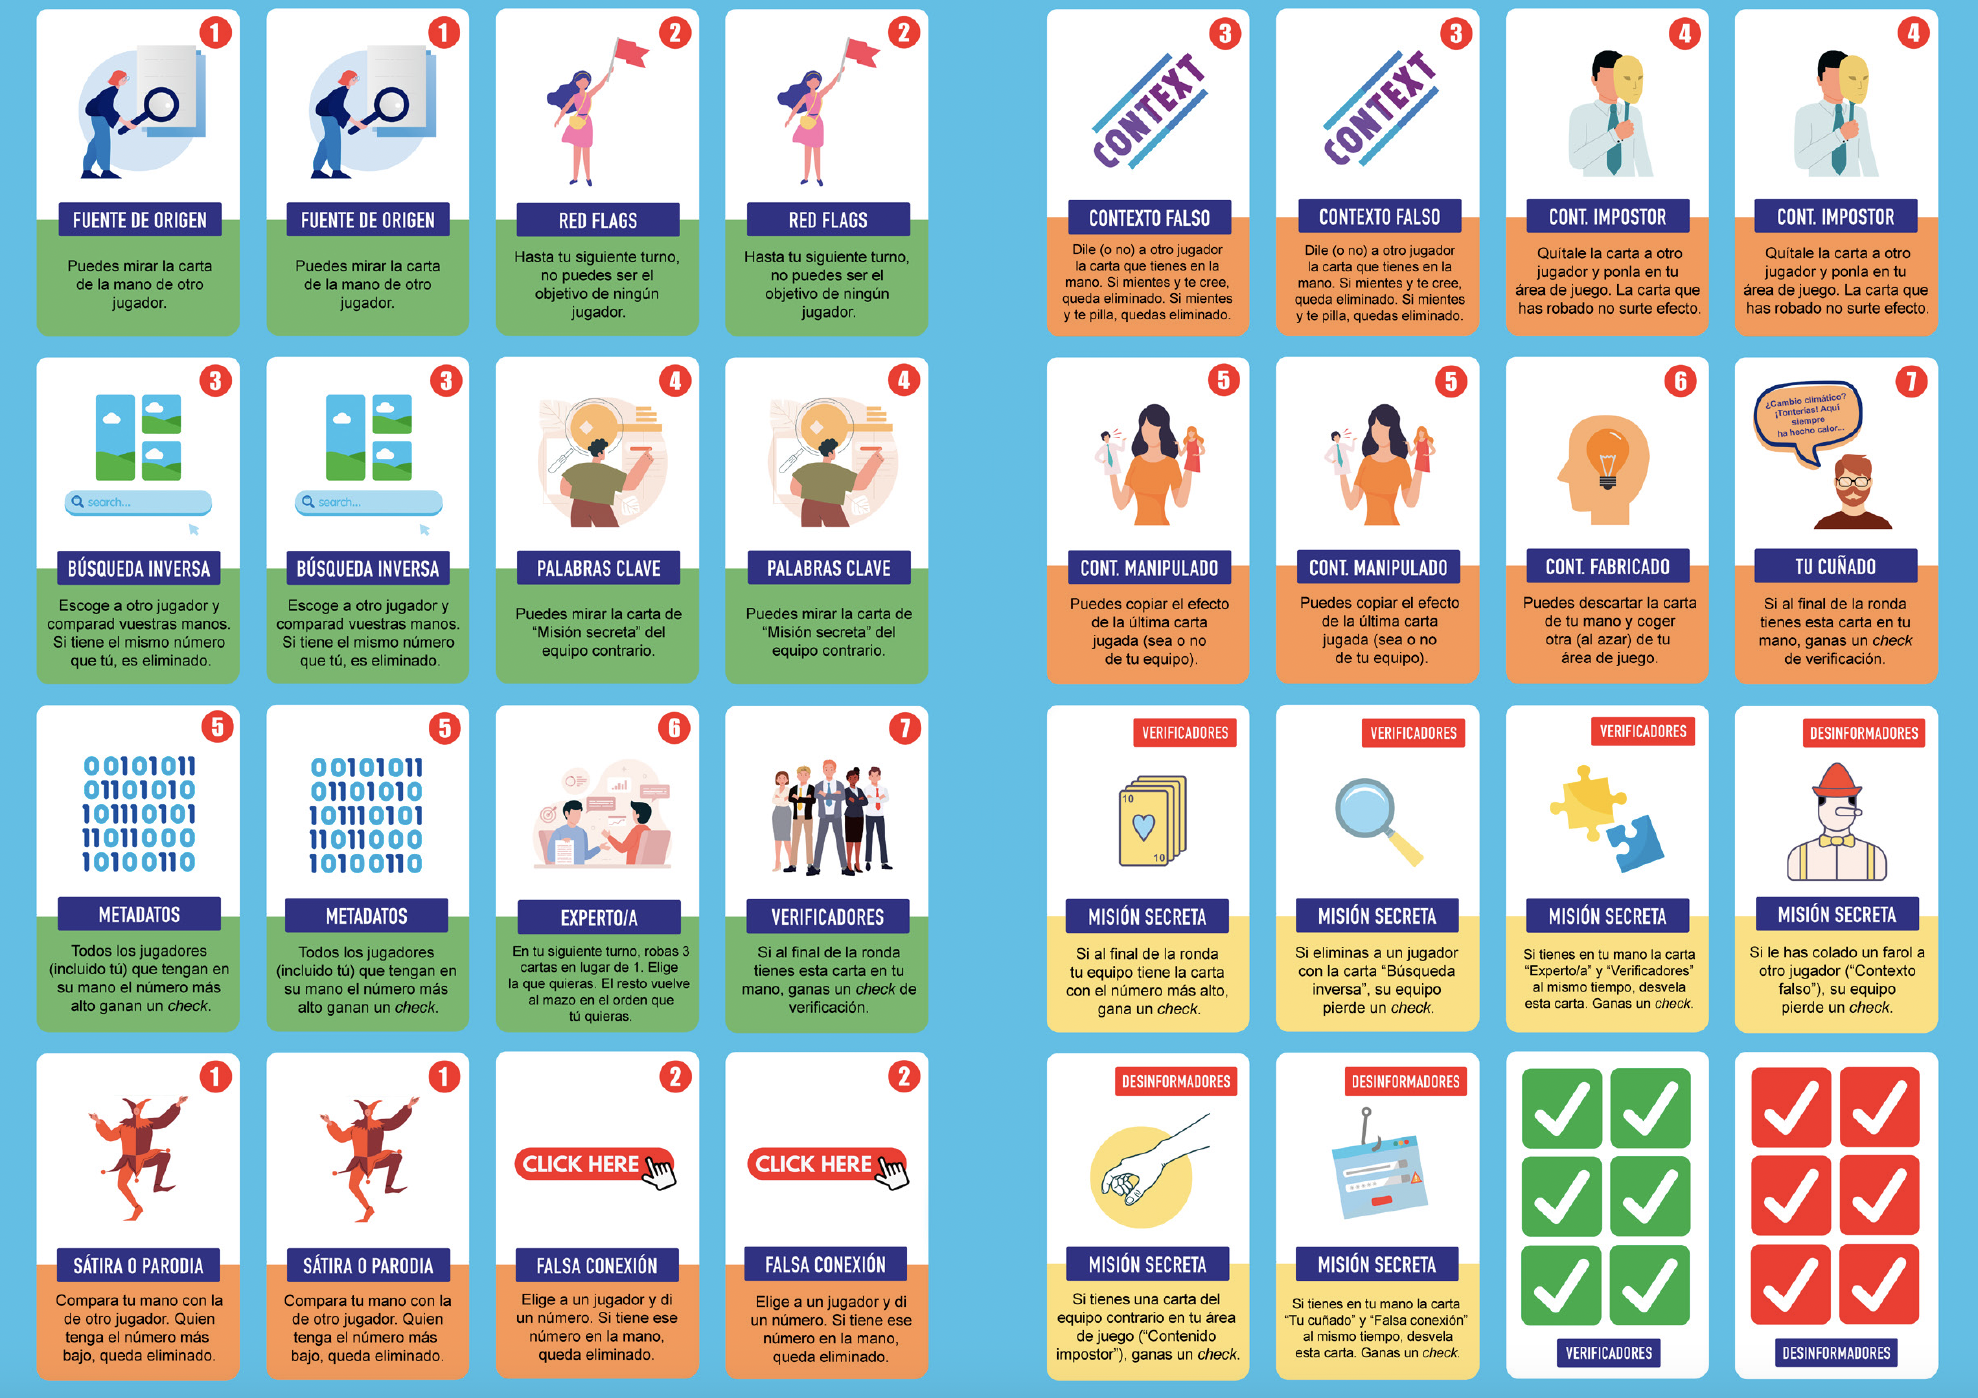 1
FUENTE DE ORIGEN
Puedes mirar la carta
de la mano de otro
jugador.
1
FUENTE DE ORIGEN
Puedes mirar la carta
de la mano de otro
jugador.
2
RED FLAGS
Hasta tu siguiente turno,
no puedes ser el
objetivo de ningún
jugador.
2
RED FLAGS
Hasta tu siguiente turno,
no puedes ser el
objetivo de ningún
jugador.
3
CONTEXT
CONTEXTO FALSO
Dile (o no) a otro jugador
la carta que tienes en la
mano. Si mientes y te cree,
queda eliminado. Si mientes
y te pilla, quedas eliminado.
3
CONTEXT
CONTEXTO FALSO
Dile (o no) a otro jugador
la carta que tienes en la
mano. Si mientes y te cree,
queda eliminado. Si mientes
y te pilla, quedas eliminado.
4
CONT. IMPOSTOR
Quítale la carta a otro
jugador y ponla en tu
área de juego. La carta que
has robado no surte efecto.
4
CONT. IMPOSTOR
Quítale la carta a otro
jugador y ponla en tu
área de juego. La carta que
has robado no surte efecto.
3
search...
BÚSQUEDA INVERSA
Escoge a otro jugador y
comparad vuestras manos.
Si tiene el mismo número
que tú, es eliminado.
3
search...
BÚSQUEDA INVERSA
Escoge a otro jugador y
comparad vuestras manos.
Si tiene el mismo número
que tú, es eliminado.
4
PALABRAS CLAVE
Puedes mirar la carta de
“Misión secreta” del
equipo contrario.
4
PALABRAS CLAVE
Puedes mirar la carta de
“Misión secreta” del
equipo contrario.
5
CONT. MANIPULADO
Puedes copiar el efecto
de la última carta
jugada (sea o no
de tu equipo).
5
CONT. MANIPULADO
Puedes copiar el efecto
de la última carta
jugada (sea o no
de tu equipo).
6
CONT. FABRICADO
Puedes descartar la carta
de tu mano y coger
otra (al azar) de tu
área de juego.
7
¿Cambio climático?
¡Tonterías! Aquí
siempre
ha hecho calor...
TU CUÑADO
Si al final de la ronda
tienes esta carta en tu
mano, ganas un check
de verificación.
5
00101011
01101010
10110101
11011000
10100110
METADATOS
Todos los jugadores
(incluido tú) que tengan en
su mano el número más
alto ganan un check.
5
00101011
01101010
10110101
11011000
10100110
METADATOS
Todos los jugadores
(incluido tú) que tengan en
su mano el número más
alto ganan un check.
6
EXPERTO/A
En tu siguiente turno, robas 3
cartas en lugar de 1. Elige
la que quieras. El resto vuelve
al mazo en el orden que
tú quieras.
7
VERIFICADORES
Si al final de la ronda
tienes esta carta en tu
mano, ganas un check de
verificación.
VERIFICADORES
10
10
MISIÓN SECRETA
Si al final de la ronda
tu equipo tiene la carta
con el número más alto,
gana un check.
VERIFICADORES
MISIÓN SECRETA
Si eliminas a un jugador
con la carta “Búsqueda
inversa”, su equipo
pierde un check.
VERIFICADORES
MISIÓN SECRETA
Si tienes en tu mano la carta
“Experto/a” y “Verificadores”
al mismo tiempo, desvela
esta carta. Ganas un check.
DESINFORMADORES
MISIÓN SECRETA
Si le has colado un farol a
otro jugador (“Contexto
falso”), su equipo
pierde un check.
1
SÁTIRA O PARODIA
Compara tu mano con la
de otro jugador. Quien
tenga el número más
bajo, queda eliminado.
1
SÁTIRA O PARODIA
Compara tu mano con la
de otro jugador. Quien
tenga el número más
bajo, queda eliminado.
2
CLICK HERE
FALSA CONEXIÓN
Elige a un jugador y di
un número. Si tiene ese
número en la mano,
queda eliminado.
2
CLICK HERE
FALSA CONEXIÓN
Elige a un jugador y di
un número. Si tiene ese
número en la mano,
queda eliminado.
DESINFORMADORES
MISIÓN SECRETA
Si tienes una carta del
equipo contrario en tu área
de juego (“Contenido
impostor”), ganas un check.
DESINFORMADORES
MISIÓN SECRETA
Si tienes en tu mano la carta
“Tu cuñado” y “Falsa conexión”
al mismo tiempo, desvela
esta carta. Ganas un check.
VERIFICADORES
DESINFORMADORES